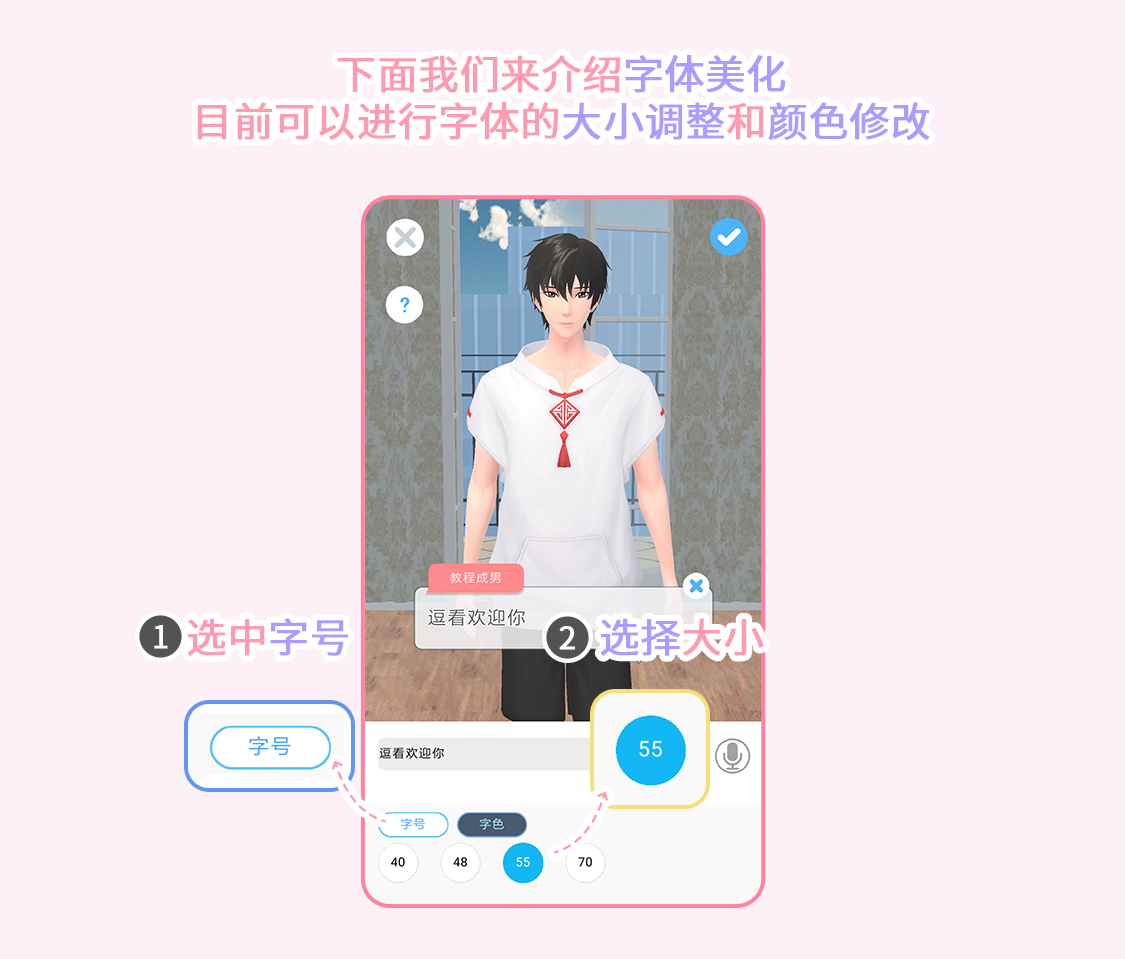 下面我们来介绍字体美化
目前可以进行字体的大小调整和颜色修改
?
教程成男
逗看欢迎你
1 选中字号
2 选择大小
字号
55
逗看欢迎你
字号 字色
40 48 55 70